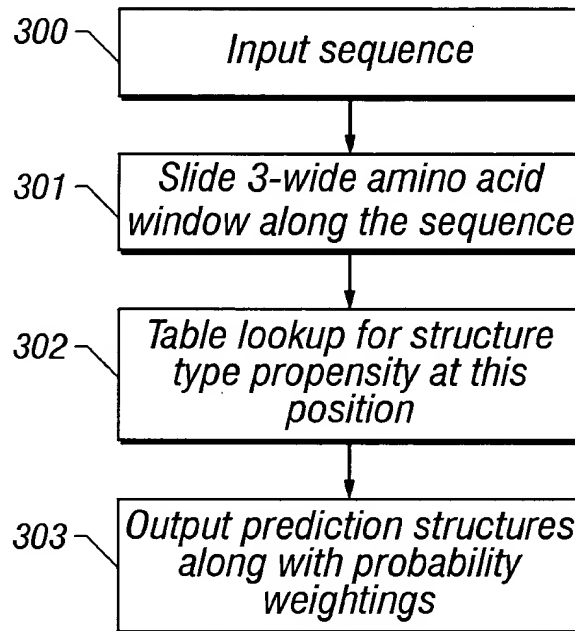 300
Input sequence
301
Slide 3-wide amino acid
window along the sequence
302
Table lookup for structure
type propensity at this
position
303
Output prediction structures
along with probability
weightings